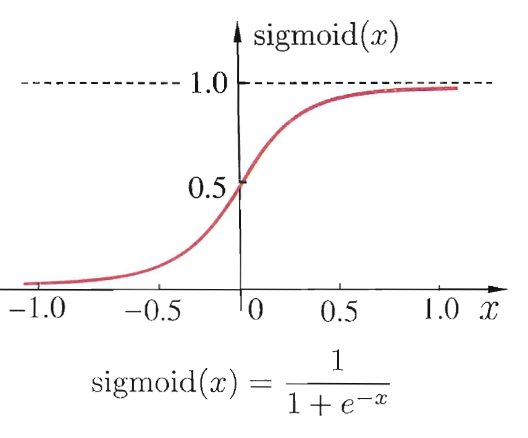 sigmoid(x)
1.0
0.5
−1.0 −0.5 0 0.5 1.0 x
sigmoid(x) = 1 / (1 + e^{−x})